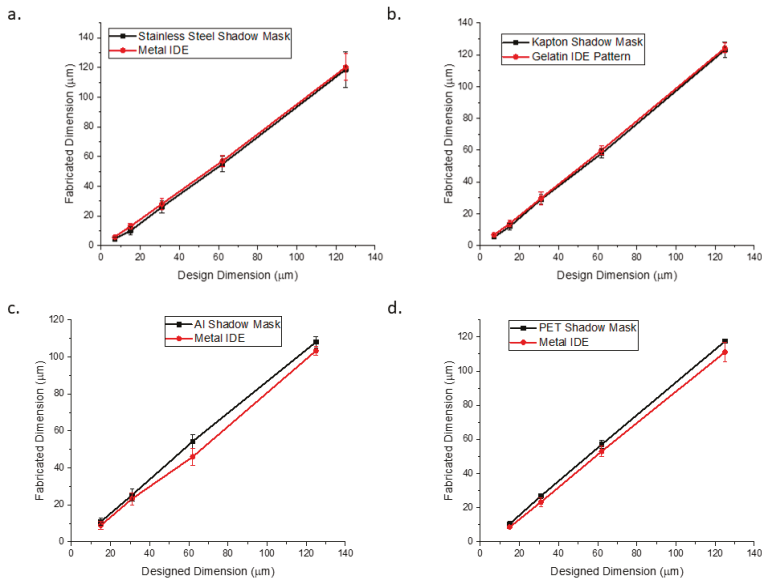 a.
Stainless Steel Shadow Mask
Metal IDE
Fabricated Dimension (μm)
140
120
100
80
60
40
20
0
0 20 40 60 80 100 120 140
Design Dimension (μm)
b.
Kapton Shadow Mask
Gelatin IDE Pattern
Fabricated Dimension (μm)
140
120
100
80
60
40
20
0
0 20 40 60 80 100 120 140
Design Dimension (μm)
c.
Al Shadow Mask
Metal IDE
Fabricated Dimension (μm)
120
100
80
60
40
20
0
0 20 40 60 80 100 120 140
Designed Dimension (μm)
d.
PET Shadow Mask
Metal IDE
Fabricated Dimension (μm)
120
100
80
60
40
20
0
0 20 40 60 80 100 120 140
Designed Dimension (μm)